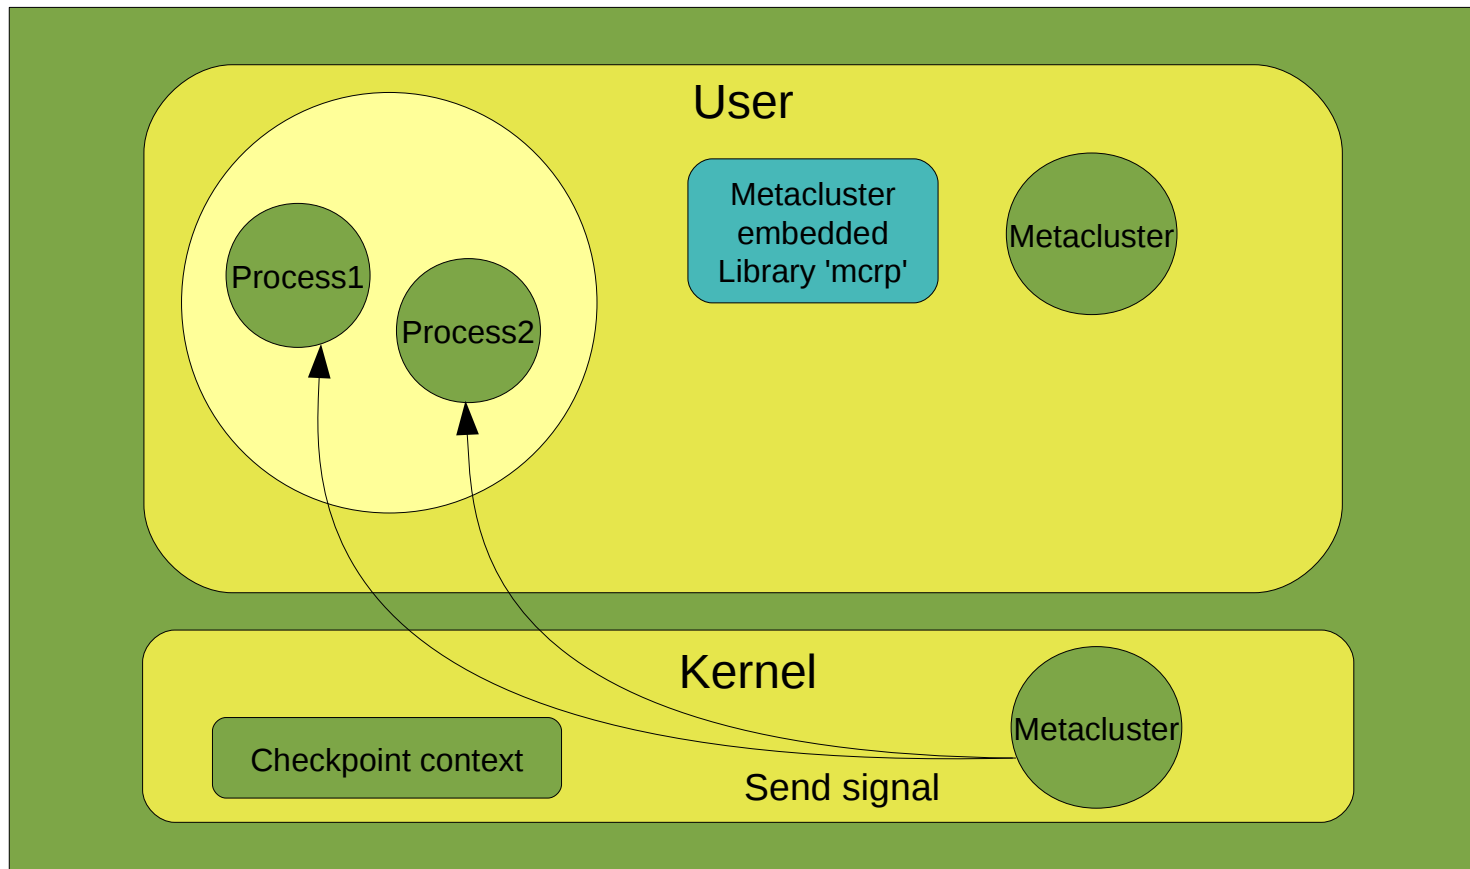 User
Metacluster
embedded
Library 'mcrp'
Metacluster
Process1
Process2
Kernel
Metacluster
Checkpoint context
Send signal